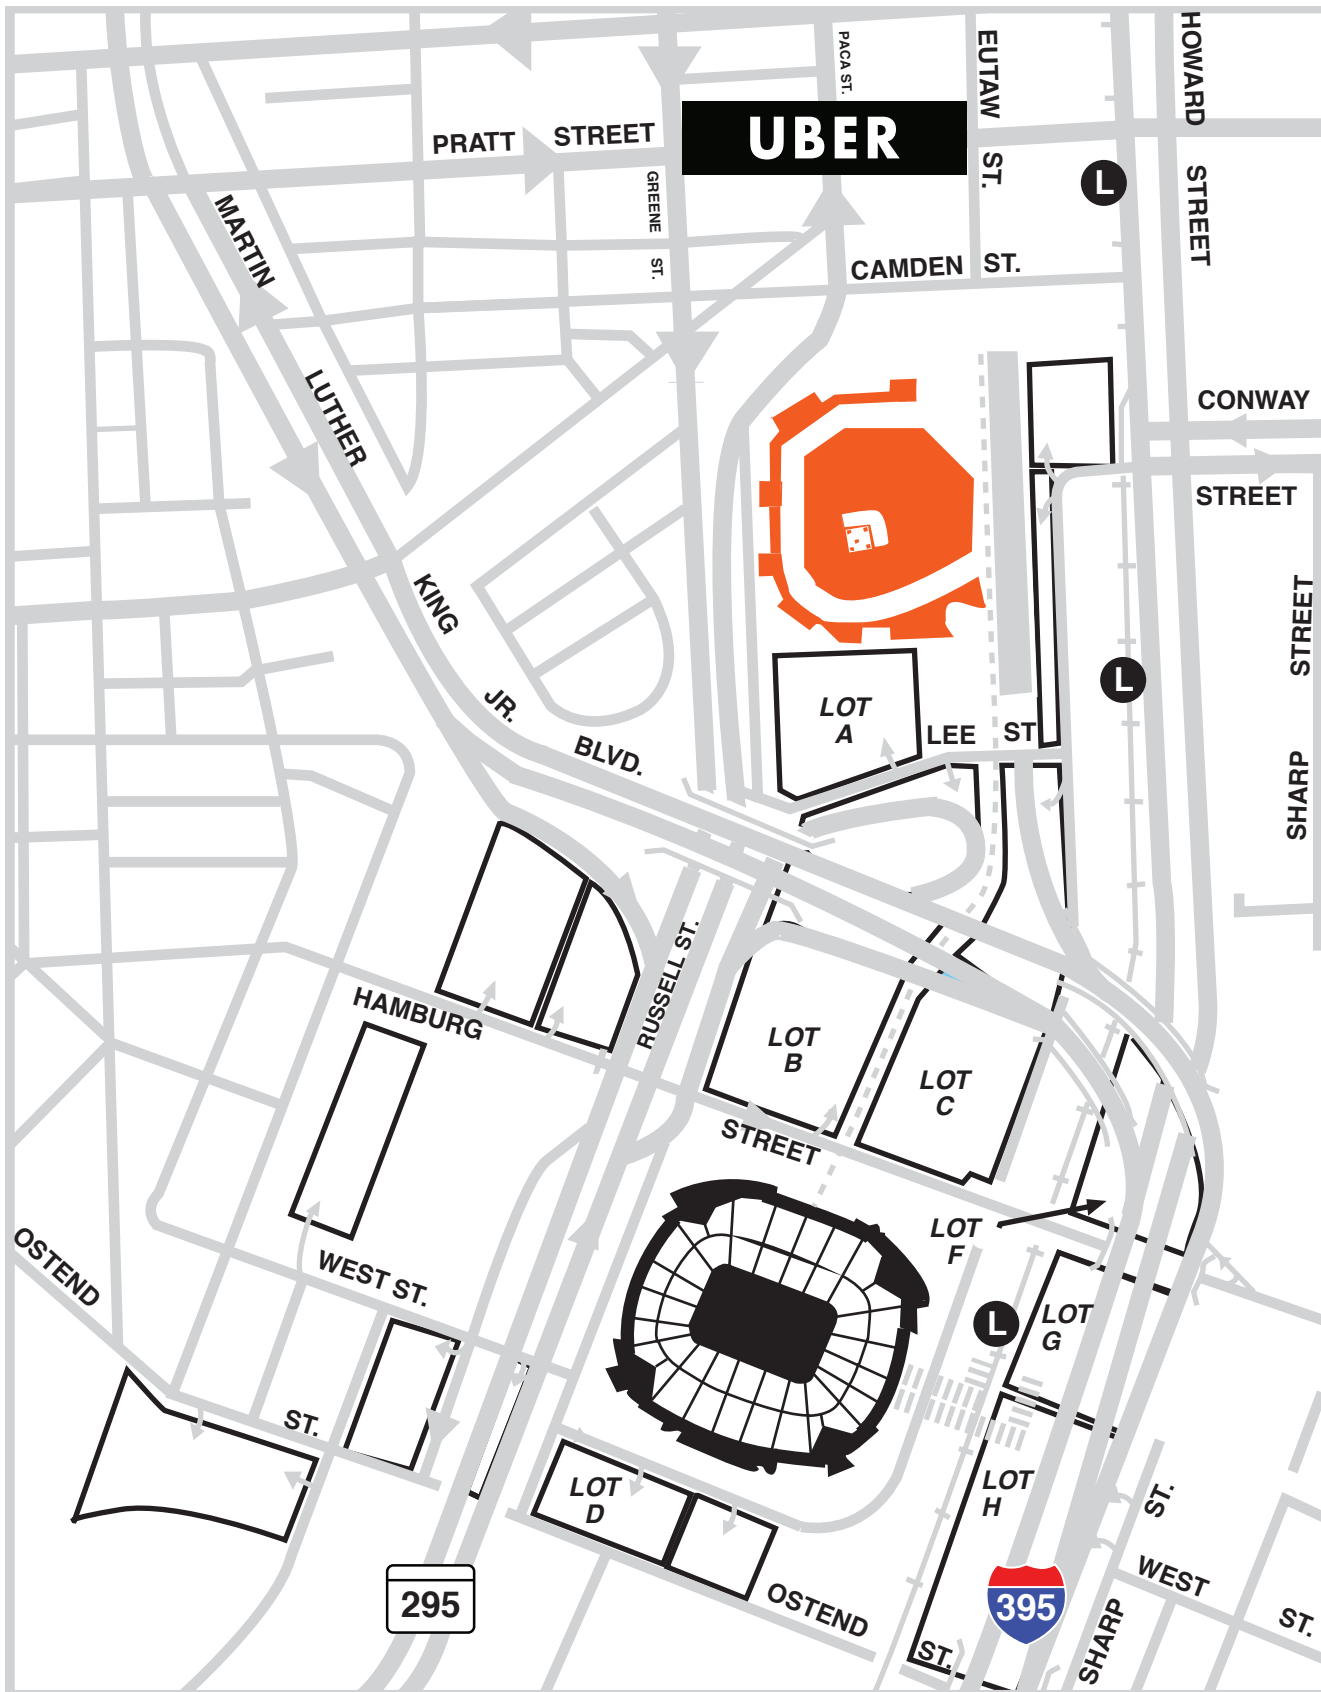 HOWARD
STREET
EUTAW
ST.
PACA ST.
UBER
PRATT STREET
GREENE
ST.
L
MARTIN
LUTHER
KING
JR.
BLVD.
CAMDEN ST.
CONWAY
STREET
STREET
SHARP
L
LOT
A
LEE ST
RUSSELL ST.
HAMBURG
STREET
LOT
B
LOT
C
LOT
F
OSTEND
ST.
WEST ST.
L
LOT
G
LOT
H
LOT
D
295
395
OSTEND
ST.
SHARP
ST.
WEST
ST.